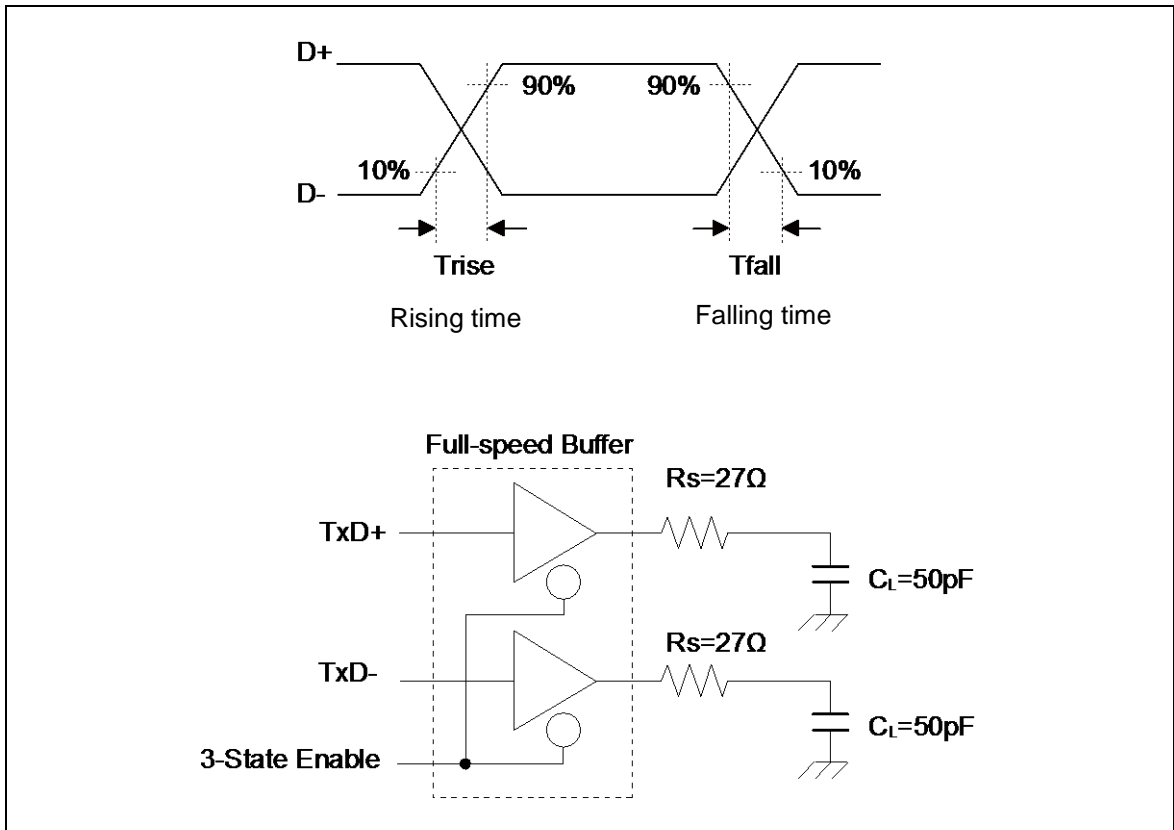 D+
90%
90%
10%
10%
D-
Trise
Tfall
Rising time
Falling time
Full-speed Buffer
Rs=27Ω
TxD+
CL=50pF
Rs=27Ω
TxD-
CL=50pF
3-State Enable